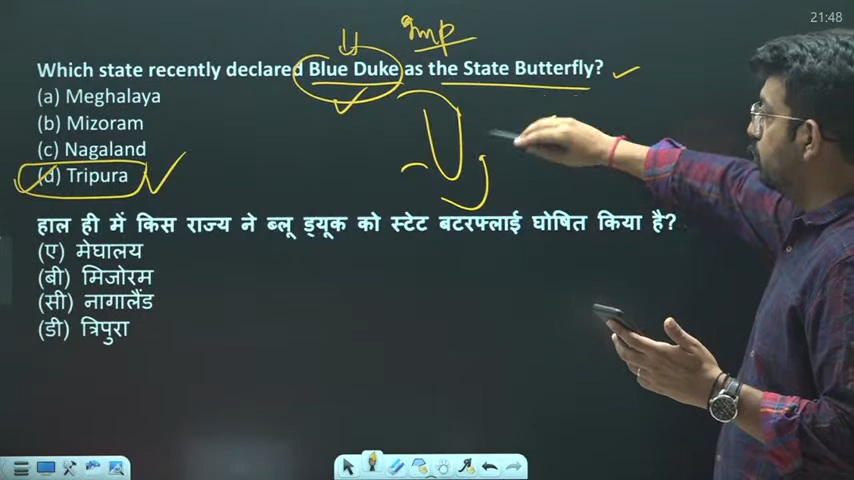 21:48
Imp
Which state recently declared Blue Duke as the State Butterfly?
(a) Meghalaya
(b) Mizoram
(c) Nagaland
(d) Tripura
हाल ही में किस राज्य ने ब्लू ड्यूक को स्टेट बटरफ्लाई घोषित किया है?
(ए) मेघालय
(बी) मिजोरम
(सी) नागालैंड
(डी) त्रिपुरा